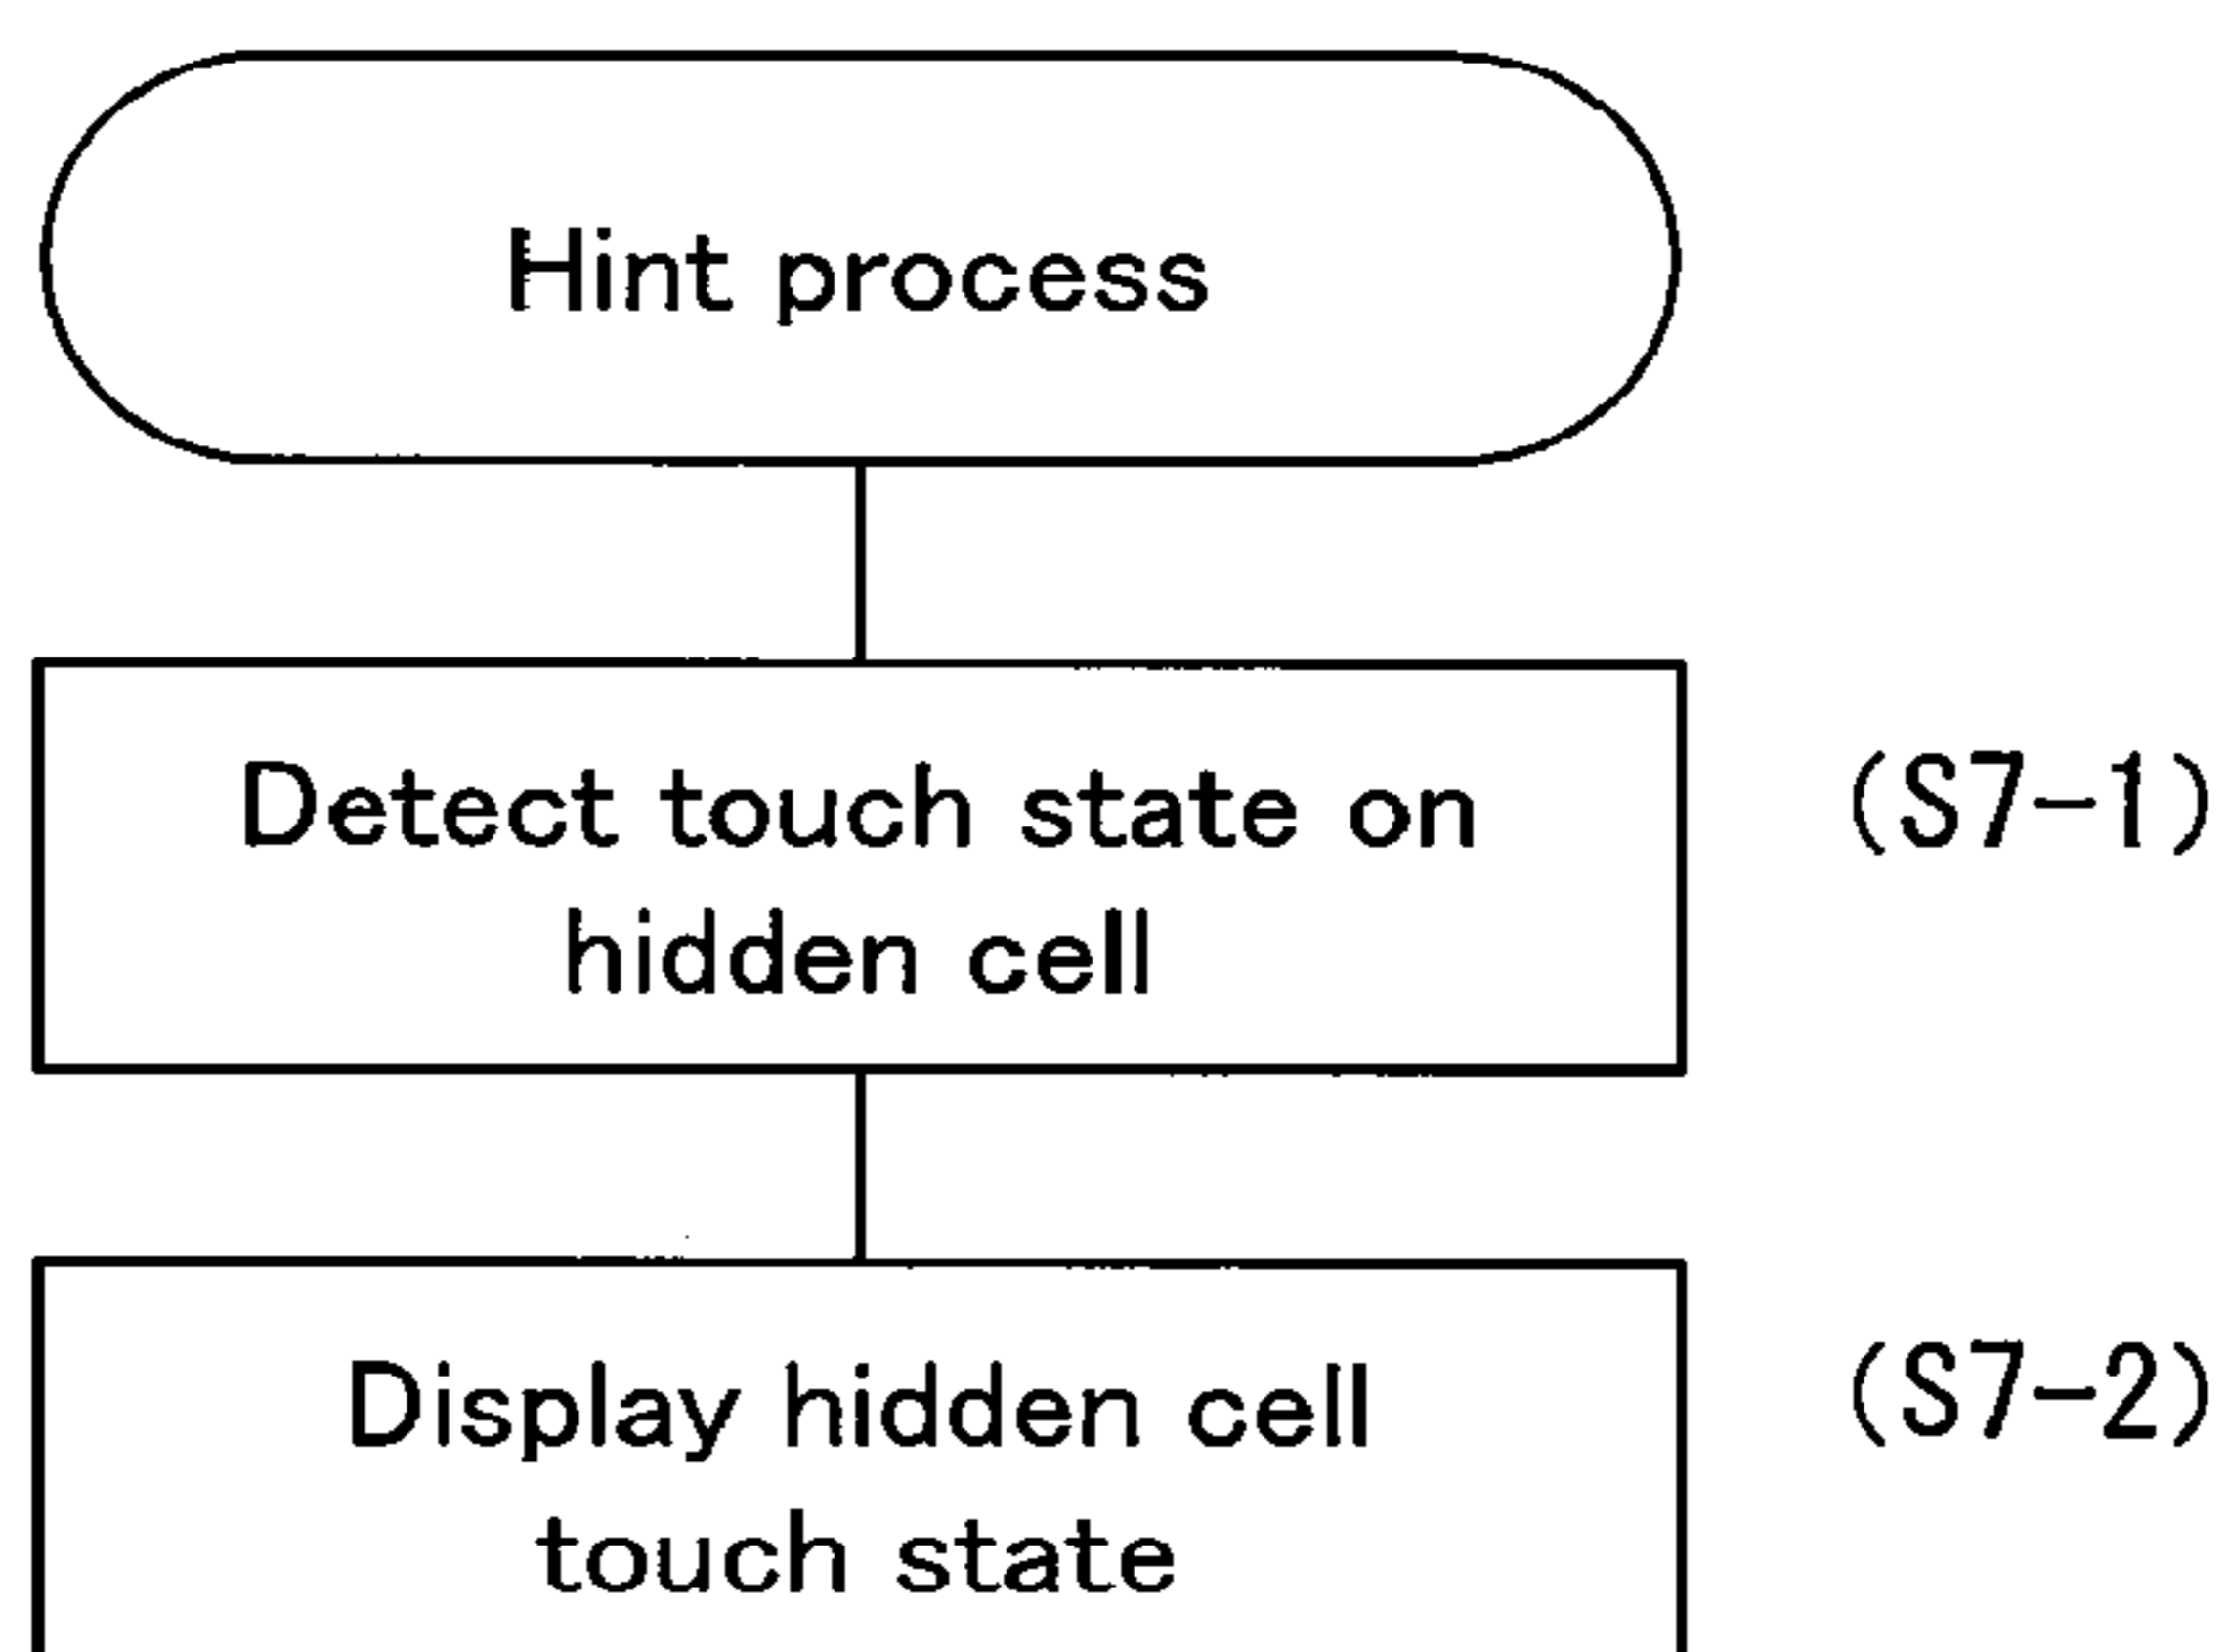 Hint process
Detect touch state on (S7-1)
hidden cell
Display hidden cell (S7-2)
touch state